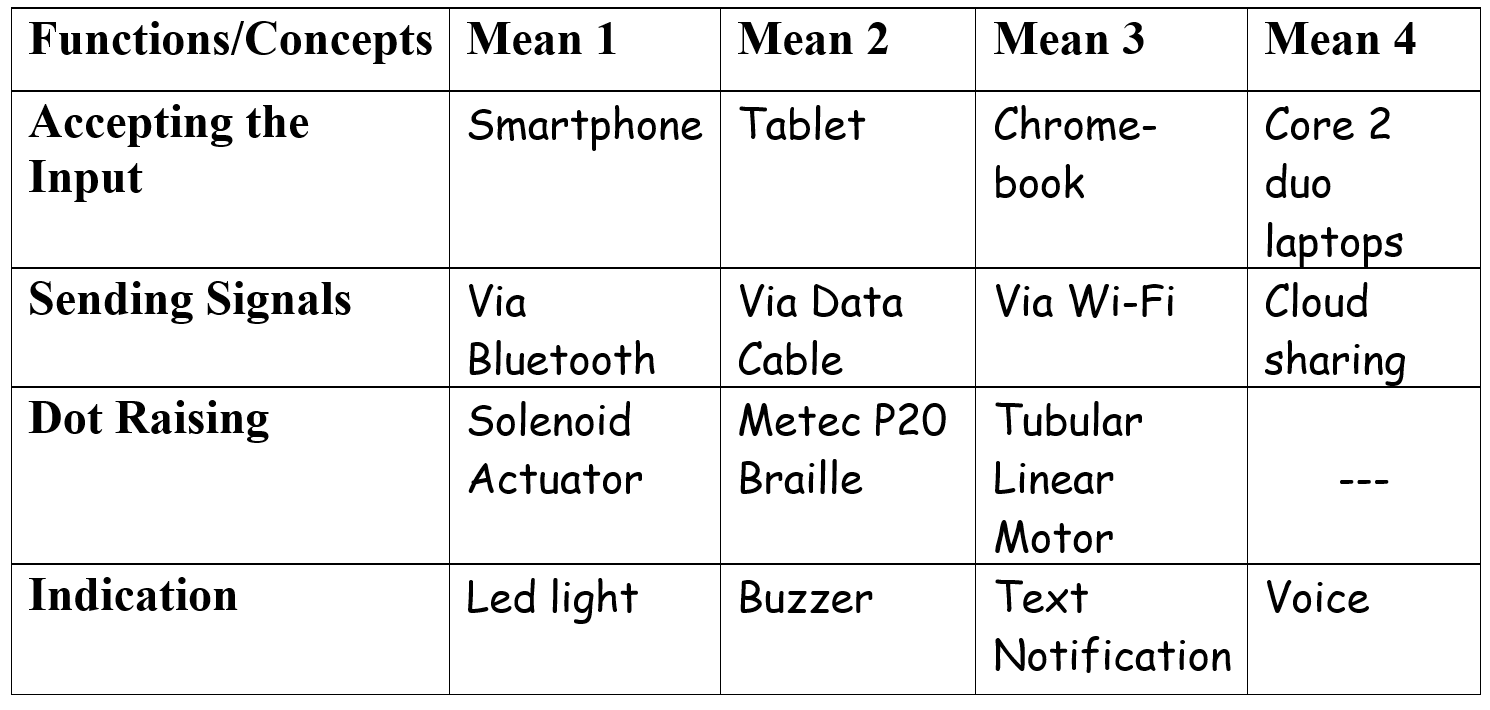 Functions/Concepts Mean 1 Mean 2 Mean 3 Mean 4
Accepting the Input Smartphone Tablet Chrome-book Core 2 duo laptops
Sending Signals Via Bluetooth Via Data Cable Via Wi-Fi Cloud sharing
Dot Raising Solenoid Actuator Metec P20 Braille Tubular Linear Motor ---
Indication Led light Buzzer Text Notification Voice